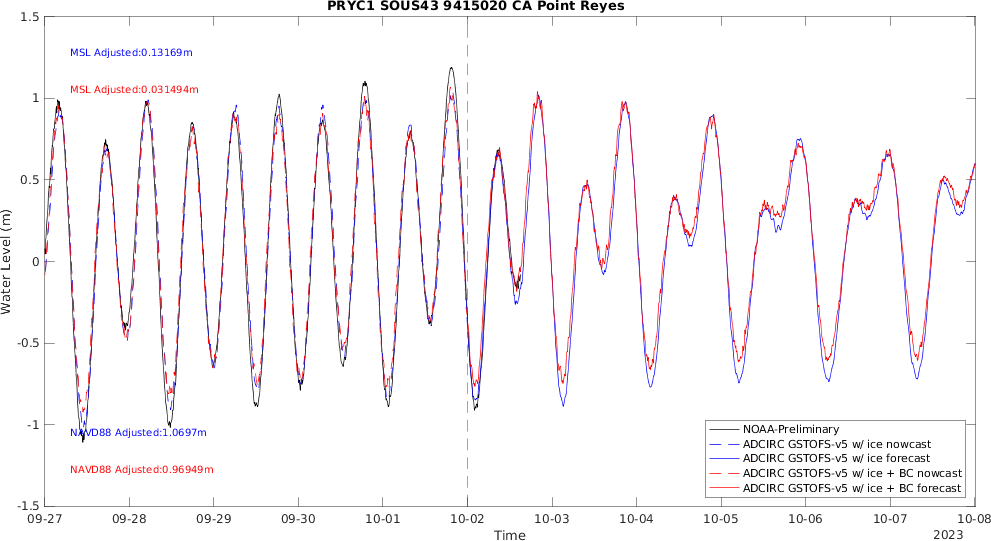 PRYC1 SOUS43 9415020 CA Point Reyes
1.5
1
0.5
0
-0.5
-1
-1.5
Water Level (m)
MSL Adjusted:0.13169m
MSL Adjusted:0.031494m
NAVD88 Adjusted:1.0697m
NAVD88 Adjusted:0.96949m
NOAA-Preliminary
ADCIRC GSTOFS-v5 w/ ice nowcast
ADCIRC GSTOFS-v5 w/ ice forecast
ADCIRC GSTOFS-v5 w/ ice + BC nowcast
ADCIRC GSTOFS-v5 w/ ice + BC forecast
09-27 09-28 09-29 09-30 10-01 10-02 10-03 10-04 10-05 10-06 10-07 10-08
Time
2023